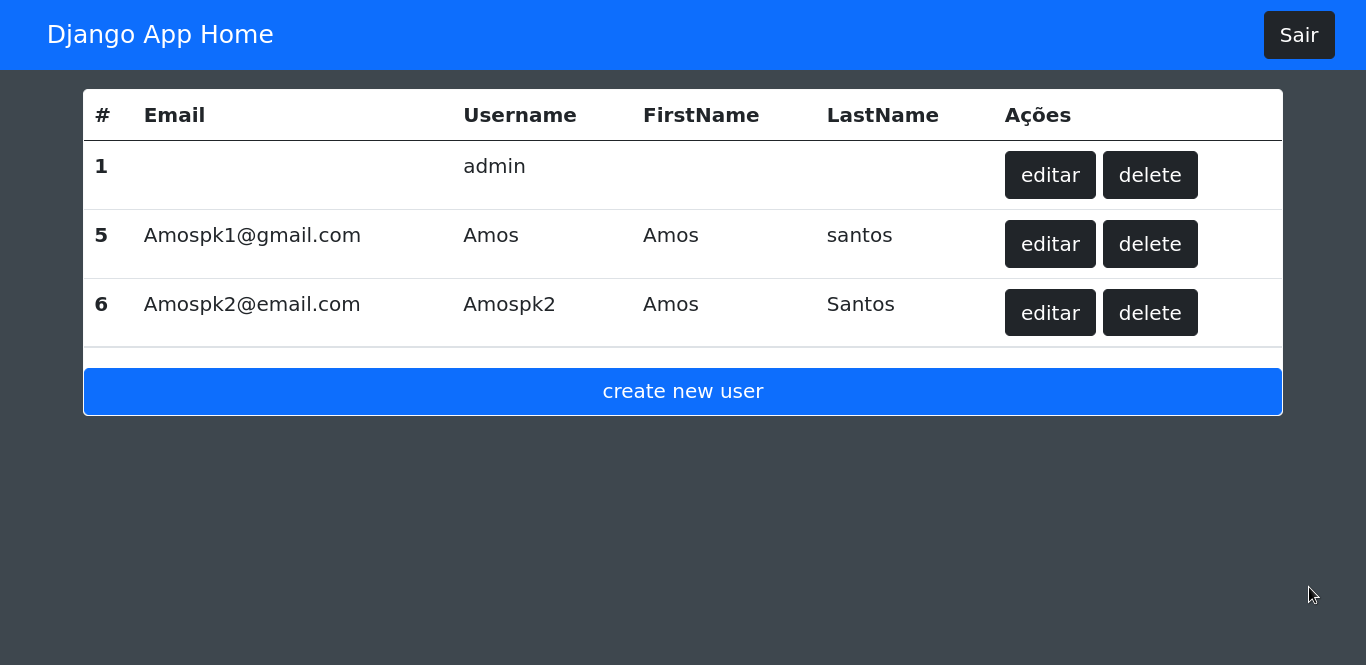 Django App Home Sair
# Email Username FirstName LastName Ações
1 admin editar delete
5 Amospk1@gmail.com Amos Amos santos editar delete
6 Amospk2@email.com Amospk2 Amos Santos editar delete
create new user